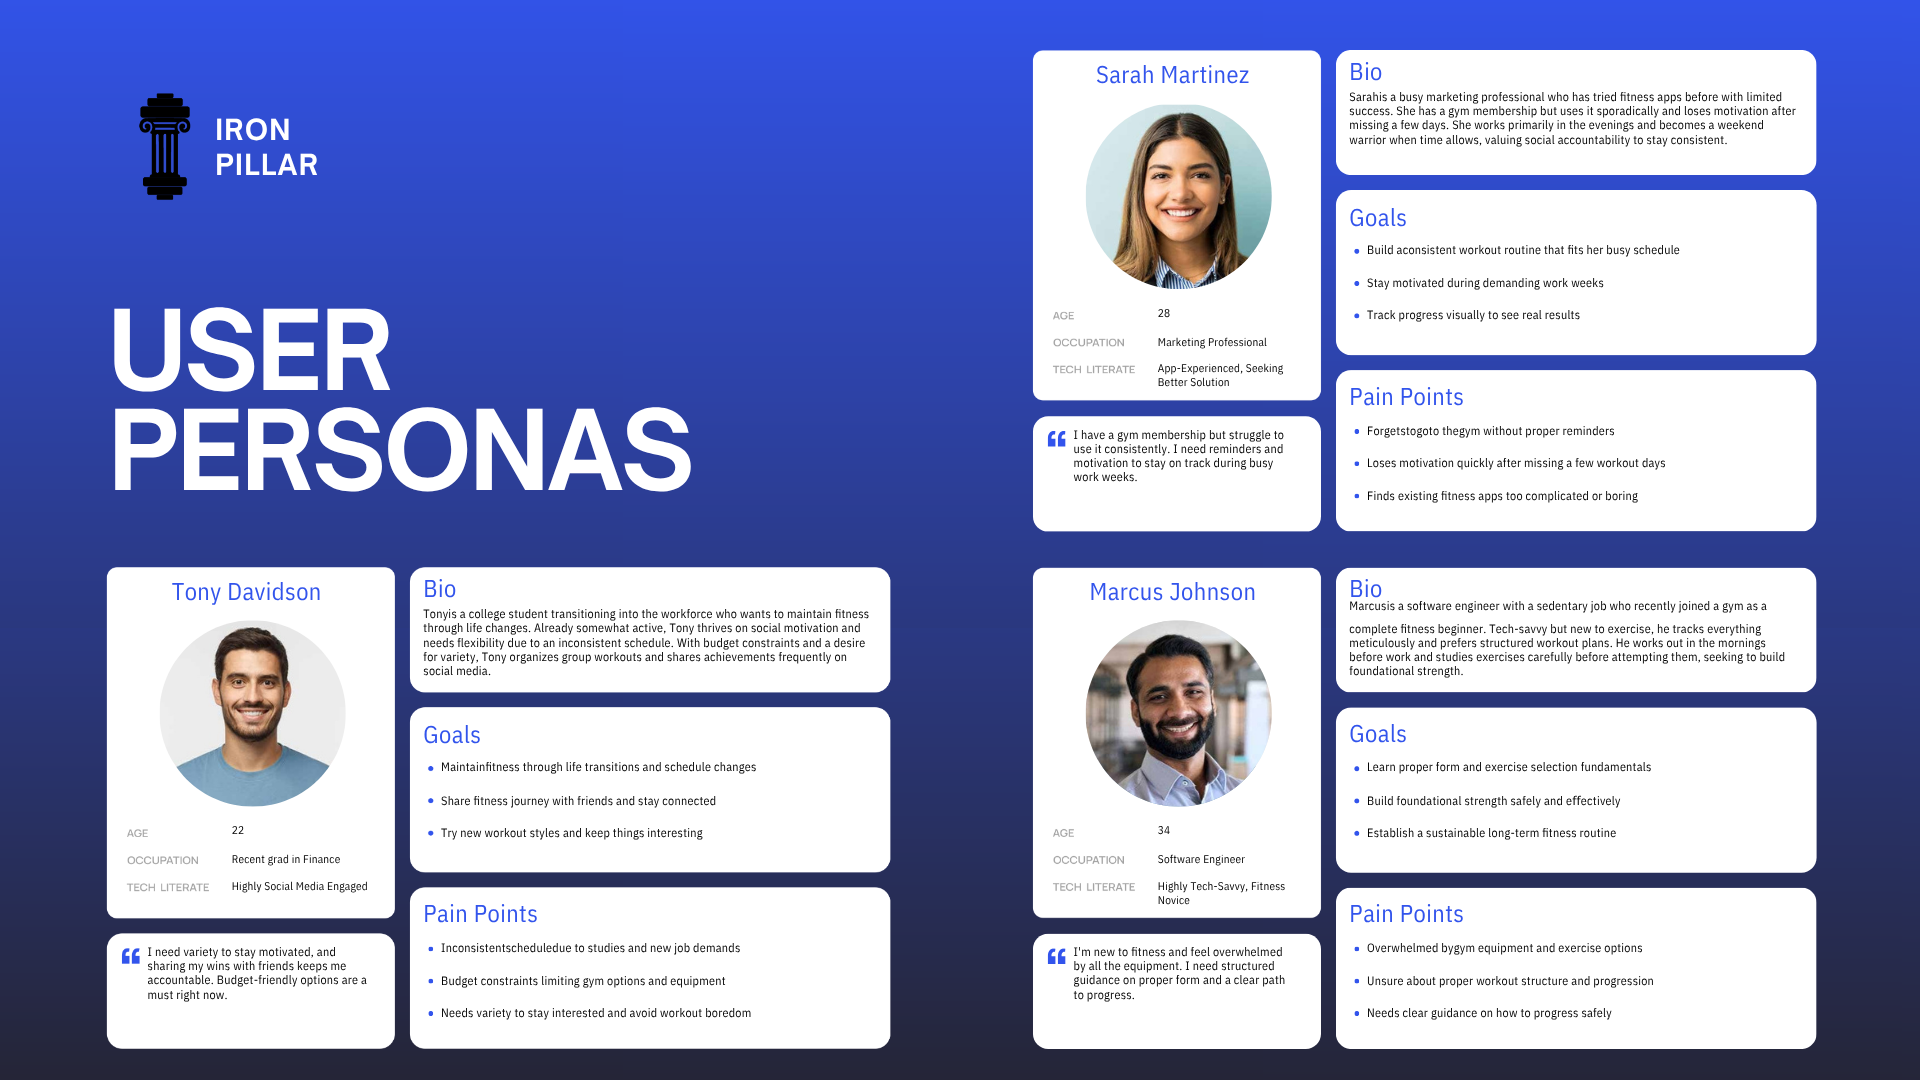 IRON
PILLAR
USER
PERSONAS
Sarah Martinez
AGE
28
OCCUPATION
Marketing Professional
TECH LITERATE
App-Experienced, Seeking
Better Solution
I have a gym membership but struggle to
use it consistently. I need reminders and
motivation to stay on track during busy
work weeks.
Bio
Sarahis a busy marketing professional who has tried fitness apps before with limited
success. She has a gym membership but uses it sporadically and loses motivation after
missing a few days. She works primarily in the evenings and becomes a weekend
warrior when time allows, valuing social accountability to stay consistent.
Goals
Build aconsistent workout routine that fits her busy schedule
Stay motivated during demanding work weeks
Track progress visually to see real results
Pain Points
Forgetstogoto thegym without proper reminders
Loses motivation quickly after missing a few workout days
Finds existing fitness apps too complicated or boring
Tony Davidson
AGE
22
OCCUPATION
Recent grad in Finance
TECH LITERATE
Highly Social Media Engaged
I need variety to stay motivated, and
sharing my wins with friends keeps me
accountable. Budget-friendly options are a
must right now.
Bio
Tonyis a college student transitioning into the workforce who wants to maintain fitness
through life changes. Already somewhat active, Tony thrives on social motivation and
needs flexibility due to an inconsistent schedule. With budget constraints and a desire
for variety, Tony organizes group workouts and shares achievements frequently on
social media.
Goals
Maintainfitness through life transitions and schedule changes
Share fitness journey with friends and stay connected
Try new workout styles and keep things interesting
Pain Points
Inconsistentscheduledue to studies and new job demands
Budget constraints limiting gym options and equipment
Needs variety to stay interested and avoid workout boredom
Marcus Johnson
AGE
34
OCCUPATION
Software Engineer
TECH LITERATE
Highly Tech-Savvy, Fitness
Novice
I'm new to fitness and feel overwhelmed
by all the equipment. I need structured
guidance on proper form and a clear path
to progress.
Bio
Marcusis a software engineer with a sedentary job who recently joined a gym as a
complete fitness beginner. Tech-savvy but new to exercise, he tracks everything
meticulously and prefers structured workout plans. He works out in the mornings
before work and studies exercises carefully before attempting them, seeking to build
foundational strength.
Goals
Learn proper form and exercise selection fundamentals
Build foundational strength safely and effectively
Establish a sustainable long-term fitness routine
Pain Points
Overwhelmed bygym equipment and exercise options
Unsure about proper workout structure and progression
Needs clear guidance on how to progress safely